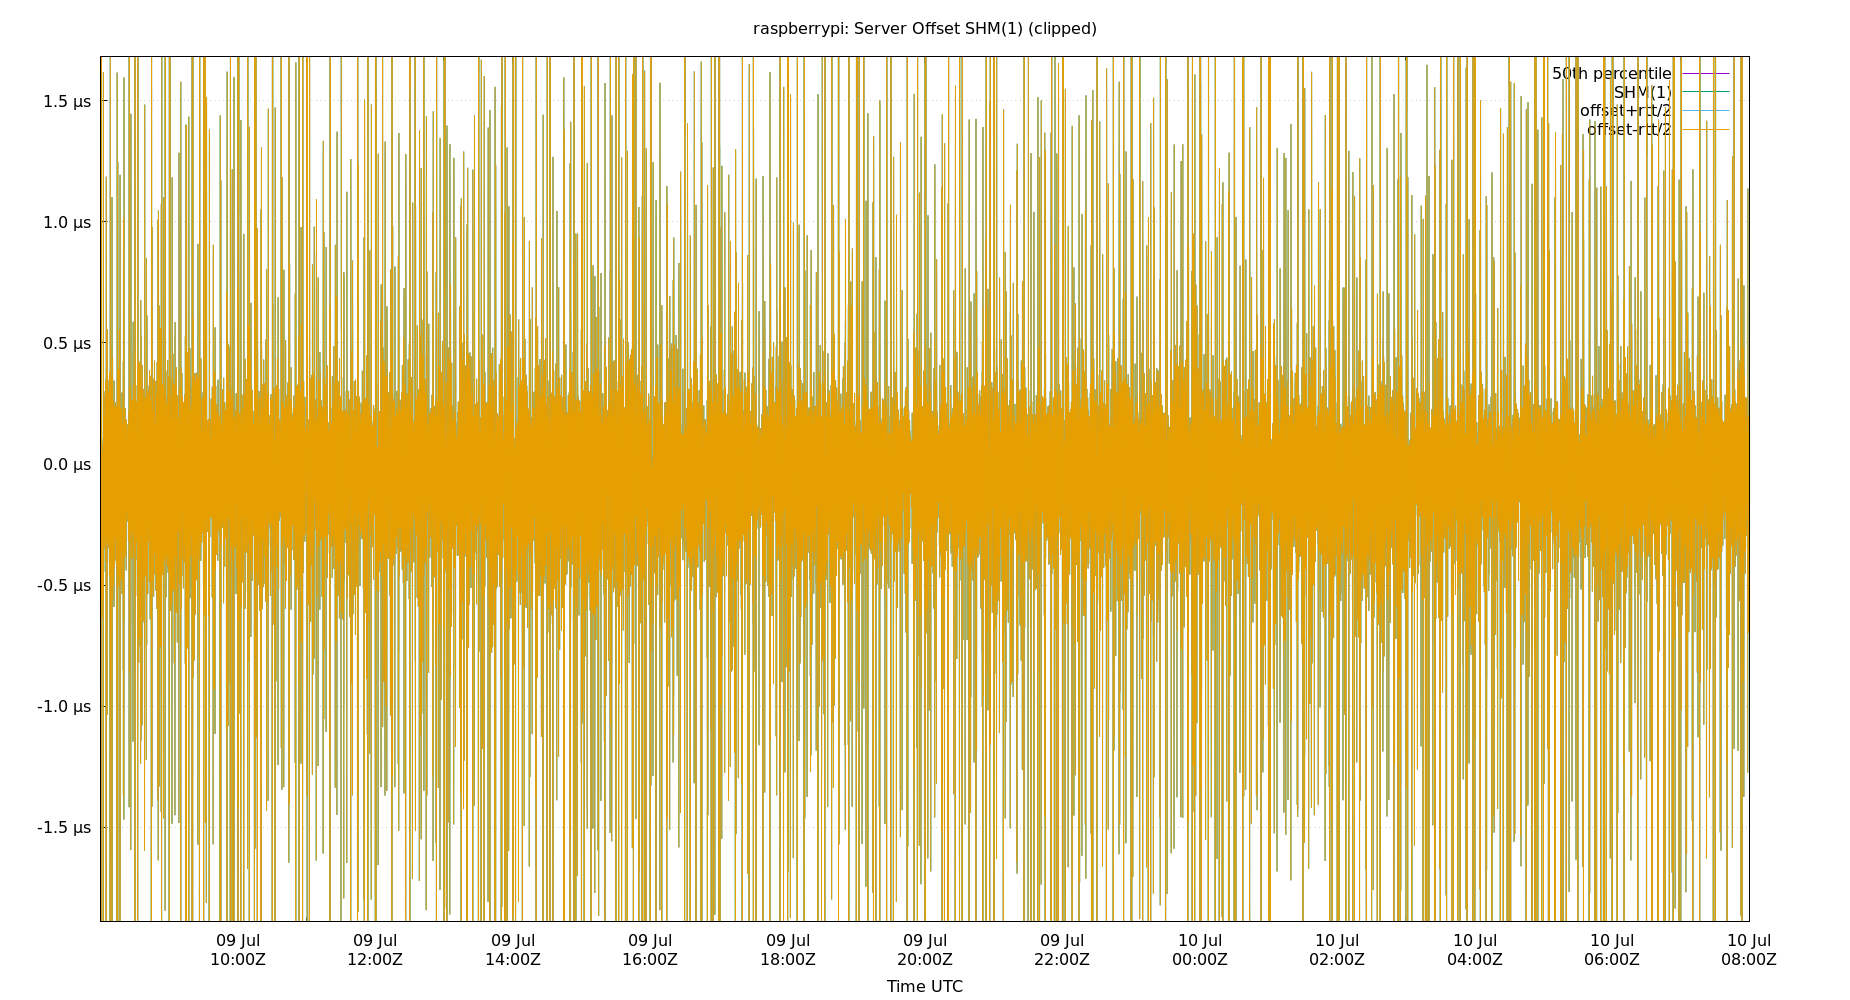 raspberrypi: Server Offset SHM(1) (clipped)
50th percentile
SHM(1)
offset+rtt/2
offset-rtt/2
1.5 µs
1.0 µs
0.5 µs
0.0 µs
-0.5 µs
-1.0 µs
-1.5 µs
09 Jul 09 Jul 09 Jul 09 Jul 09 Jul 09 Jul 09 Jul 10 Jul 10 Jul 10 Jul 10 Jul 10 Jul
10:00Z 12:00Z 14:00Z 16:00Z 18:00Z 20:00Z 22:00Z 00:00Z 02:00Z 04:00Z 06:00Z 08:00Z
Time UTC